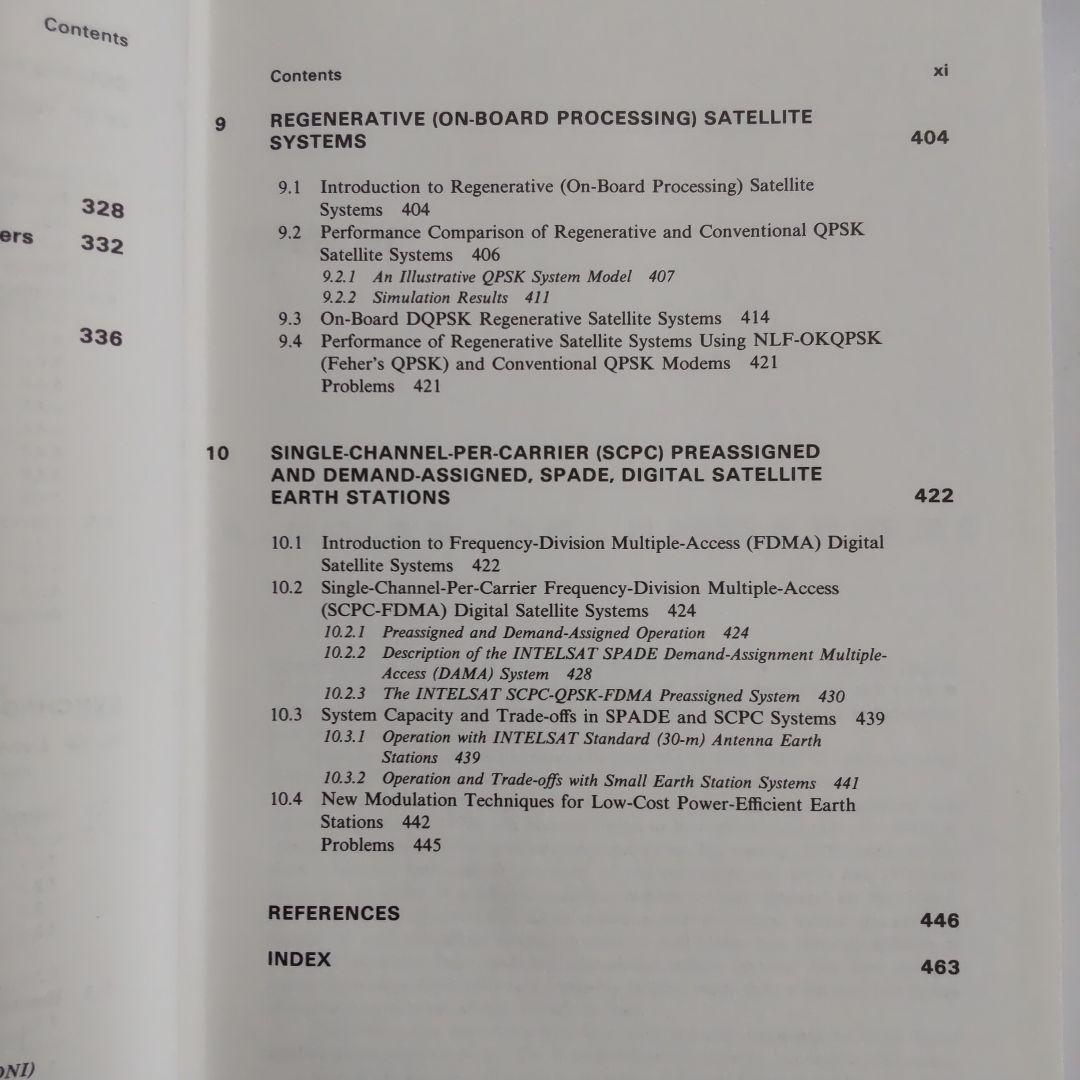 Contents
328
ers 332
336
Contents xi
9 REGENERATIVE (ON-BOARD PROCESSING) SATELLITE
SYSTEMS 404
9.1 Introduction to Regenerative (On-Board Processing) Satellite
Systems 404
9.2 Performance Comparison of Regenerative and Conventional QPSK
Satellite Systems 406
9.2.1 An Illustrative QPSK System Model 407
9.2.2 Simulation Results 411
9.3 On-Board DQPSK Regenerative Satellite Systems 414
9.4 Performance of Regenerative Satellite Systems Using NLF-OKQPSK
(Feher's QPSK) and Conventional QPSK Modems 421
Problems 421
10 SINGLE-CHANNEL-PER-CARRIER (SCPC) PREASSIGNED
AND DEMAND-ASSIGNED, SPADE, DIGITAL SATELLITE
EARTH STATIONS 422
10.1 Introduction to Frequency-Division Multiple-Access (FDMA) Digital
Satellite Systems 422
10.2 Single-Channel-Per-Carrier Frequency-Division Multiple-Access
(SCPC-FDMA) Digital Satellite Systems 424
10.2.1 Preassigned and Demand-Assigned Operation 424
10.2.2 Description of the INTELSAT SPADE Demand-Assignment Multiple-
Access (DAMA) System 428
10.2.3 The INTELSAT SCPC-QPSK-FDMA Preassigned System 430
10.3 System Capacity and Trade-offs in SPADE and SCPC Systems 439
10.3.1 Operation with INTELSAT Standard (30-m) Antenna Earth
Stations 439
10.3.2 Operation and Trade-offs with Small Earth Station Systems 441
10.4 New Modulation Techniques for Low-Cost Power-Efficient Earth
Stations 442
Problems 445
REFERENCES 446
INDEX 463